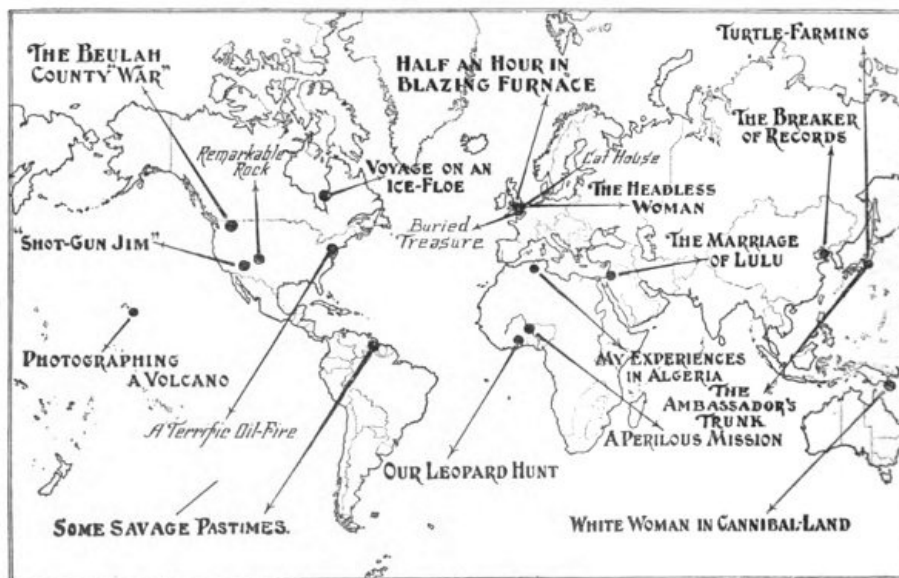 THE BEULAH
COUNTY "WAR"
HALF AN HOUR IN
BLAZING FURNACE
TURTLE-FARMING
THE BREAKER
OF RECORDS
Remarkable
Rock
VOYAGE ON AN
ICE-FLOE
Cat House
THE HEADLESS
WOMAN
Buried
Treasure
"SHOT-GUN JIM"
THE MARRIAGE
OF LULU
PHOTOGRAPHING
A VOLCANO
MY EXPERIENCES
IN ALGERIA
THE
AMBASSADOR'S
TRUNK
A PERILOUS MISSION
A Terrific Oil-Fire
OUR LEOPARD HUNT
SOME SAVAGE PASTIMES.
WHITE WOMAN IN CANNIBAL-LAND